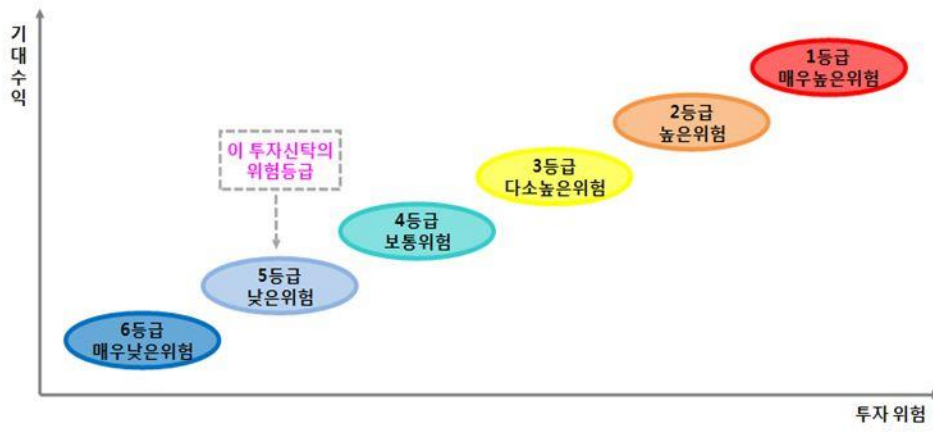 기대수익
1등급
매우높은위험
2등급
높은위험
이 투자신탁의
위험등급
3등급
다소높은위험
4등급
보통위험
5등급
낮은위험
6등급
매우낮은위험
투자 위험